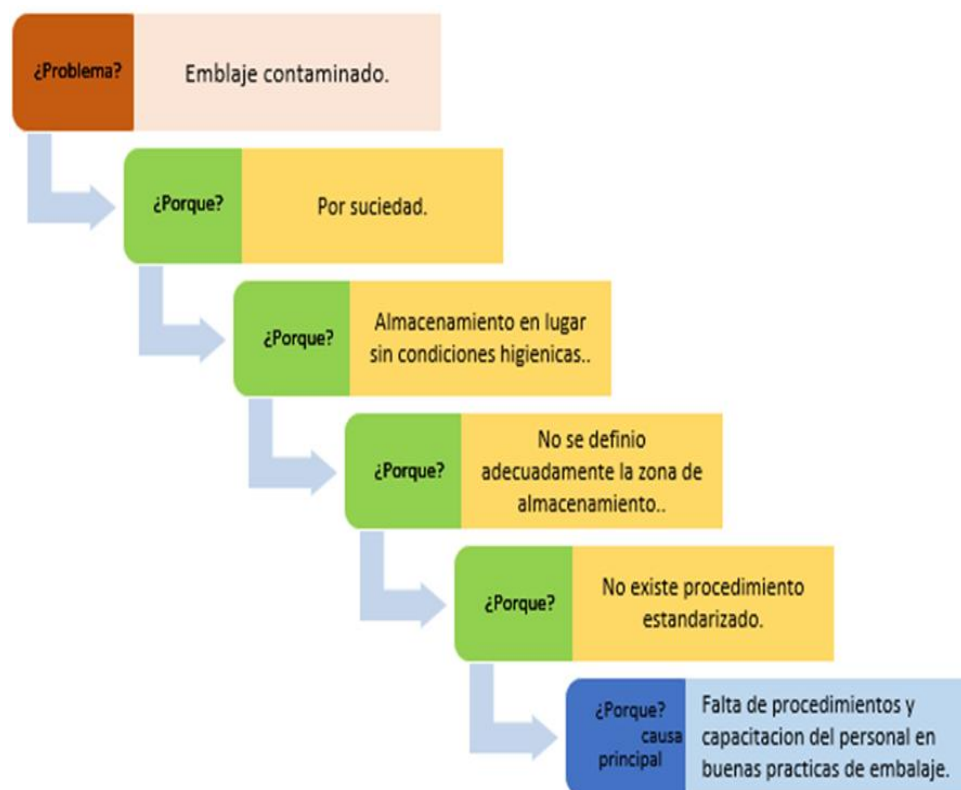 ¿Problema?
Emblaje contaminado.
¿Porque?
Por suciedad.
¿Porque?
Almacenamiento en lugar
sin condiciones higienicas..
¿Porque?
No se definio
adecuadamente la zona de
almacenamiento..
¿Porque?
No existe procedimiento
estandarizado.
¿Porque?
causa
principal
Falta de procedimientos y
capacitacion del personal en
buenas practicas de embalaje.